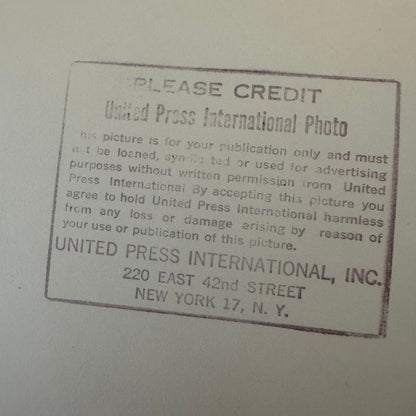 PLEASE CREDIT
United Press International Photo
This picture is for your publication only and must
not be loaned, syndicated or used for advertising
purposes without written permission from United
Press International By accepting this picture you
agree to hold United Press International harmless
from any loss or damage arising by reason of
your use or publication of this picture.
UNITED PRESS INTERNATIONAL, INC.
220 EAST 42nd STREET
NEW YORK 17, N. Y.